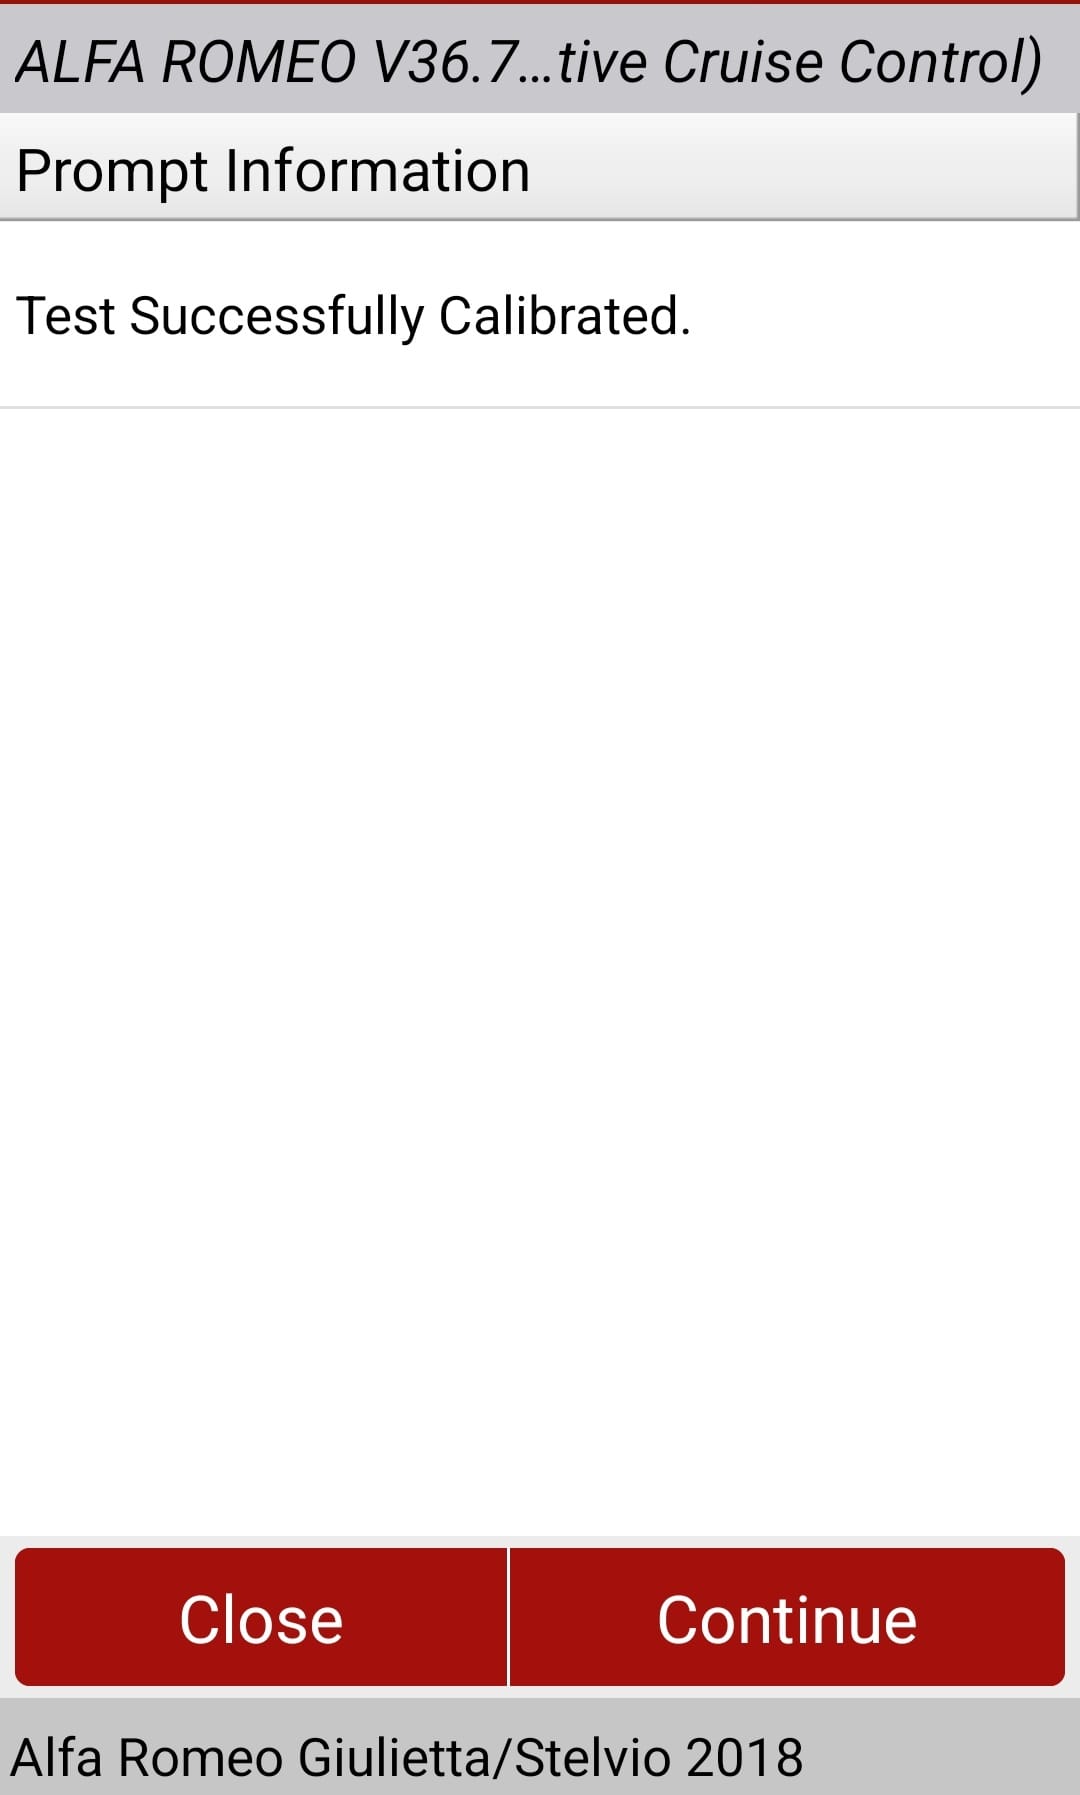 ALFA ROMEO V36.7...tive Cruise Control)
Prompt Information
Test Successfully Calibrated.
Close
Continue
Alfa Romeo Giulietta/Stelvio 2018